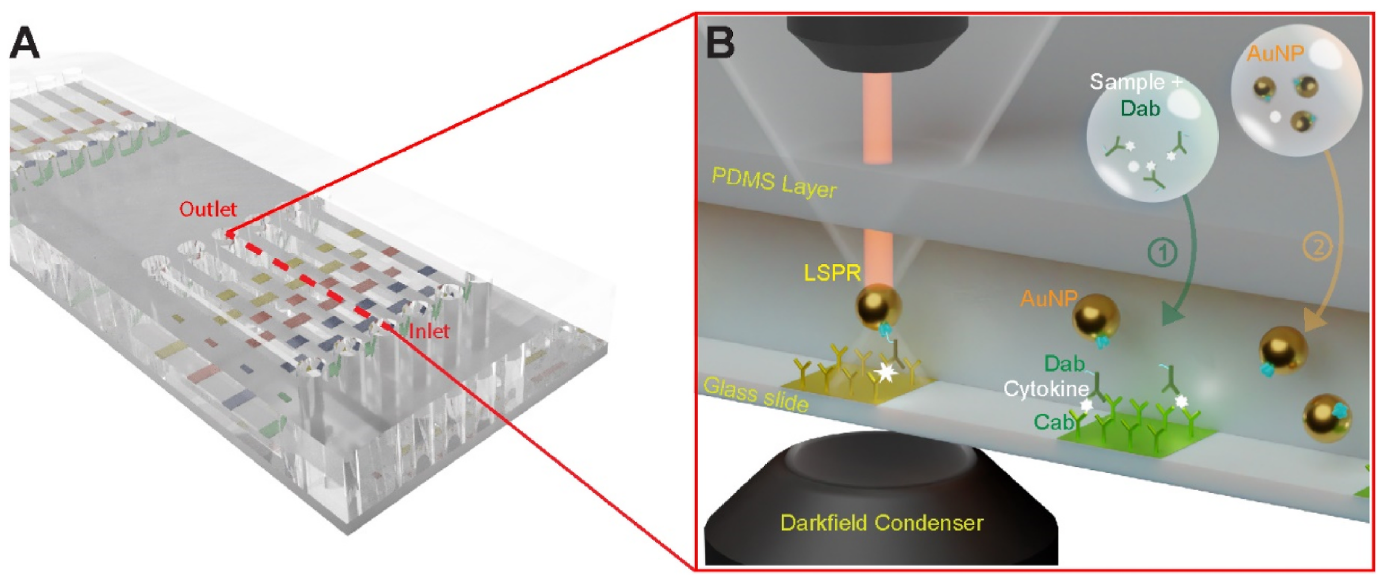 A
Outlet
Inlet
B
AuNP
Sample +
Dab
PDMS Layer
1
2
LSPR
AuNP
Dab
Cytokine
Cab
Glass slide
Darkfield Condenser